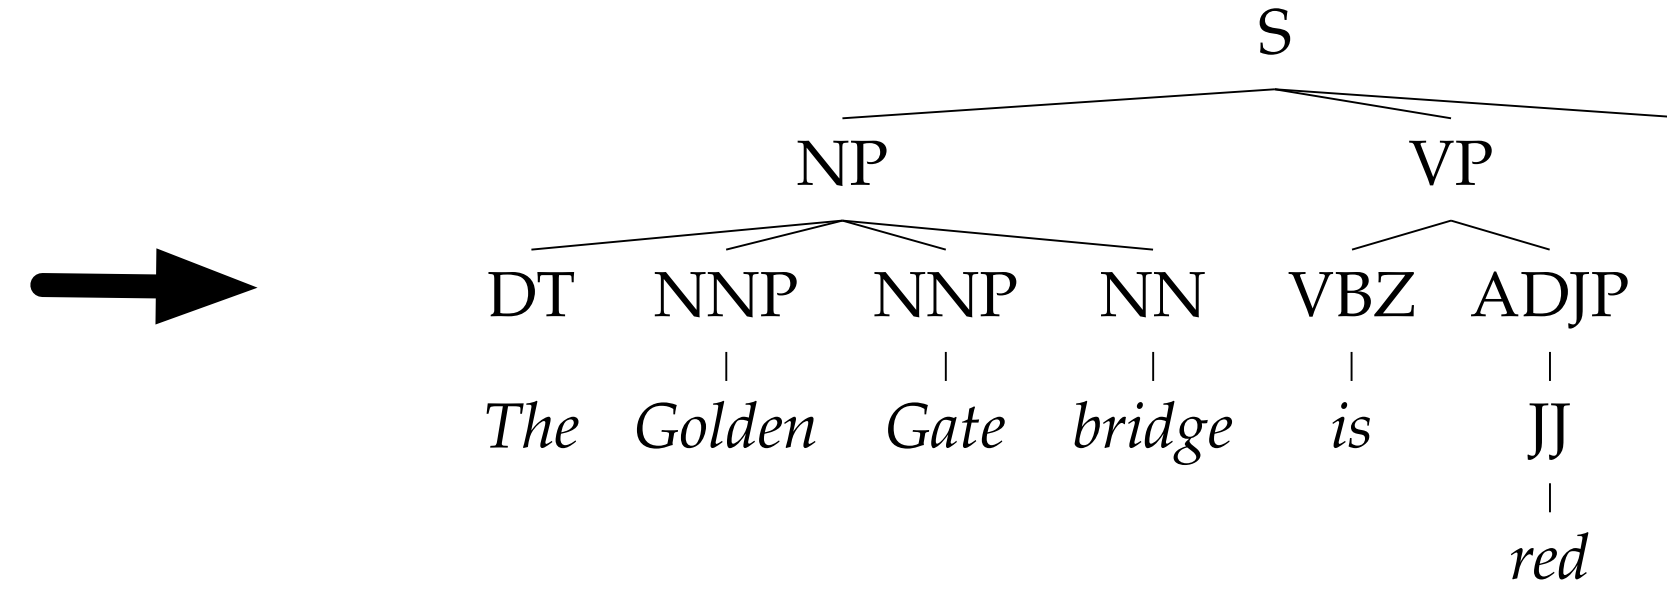 S
NP VP
DT NNP NNP NN VBZ ADJP
The Golden Gate bridge is JJ
red